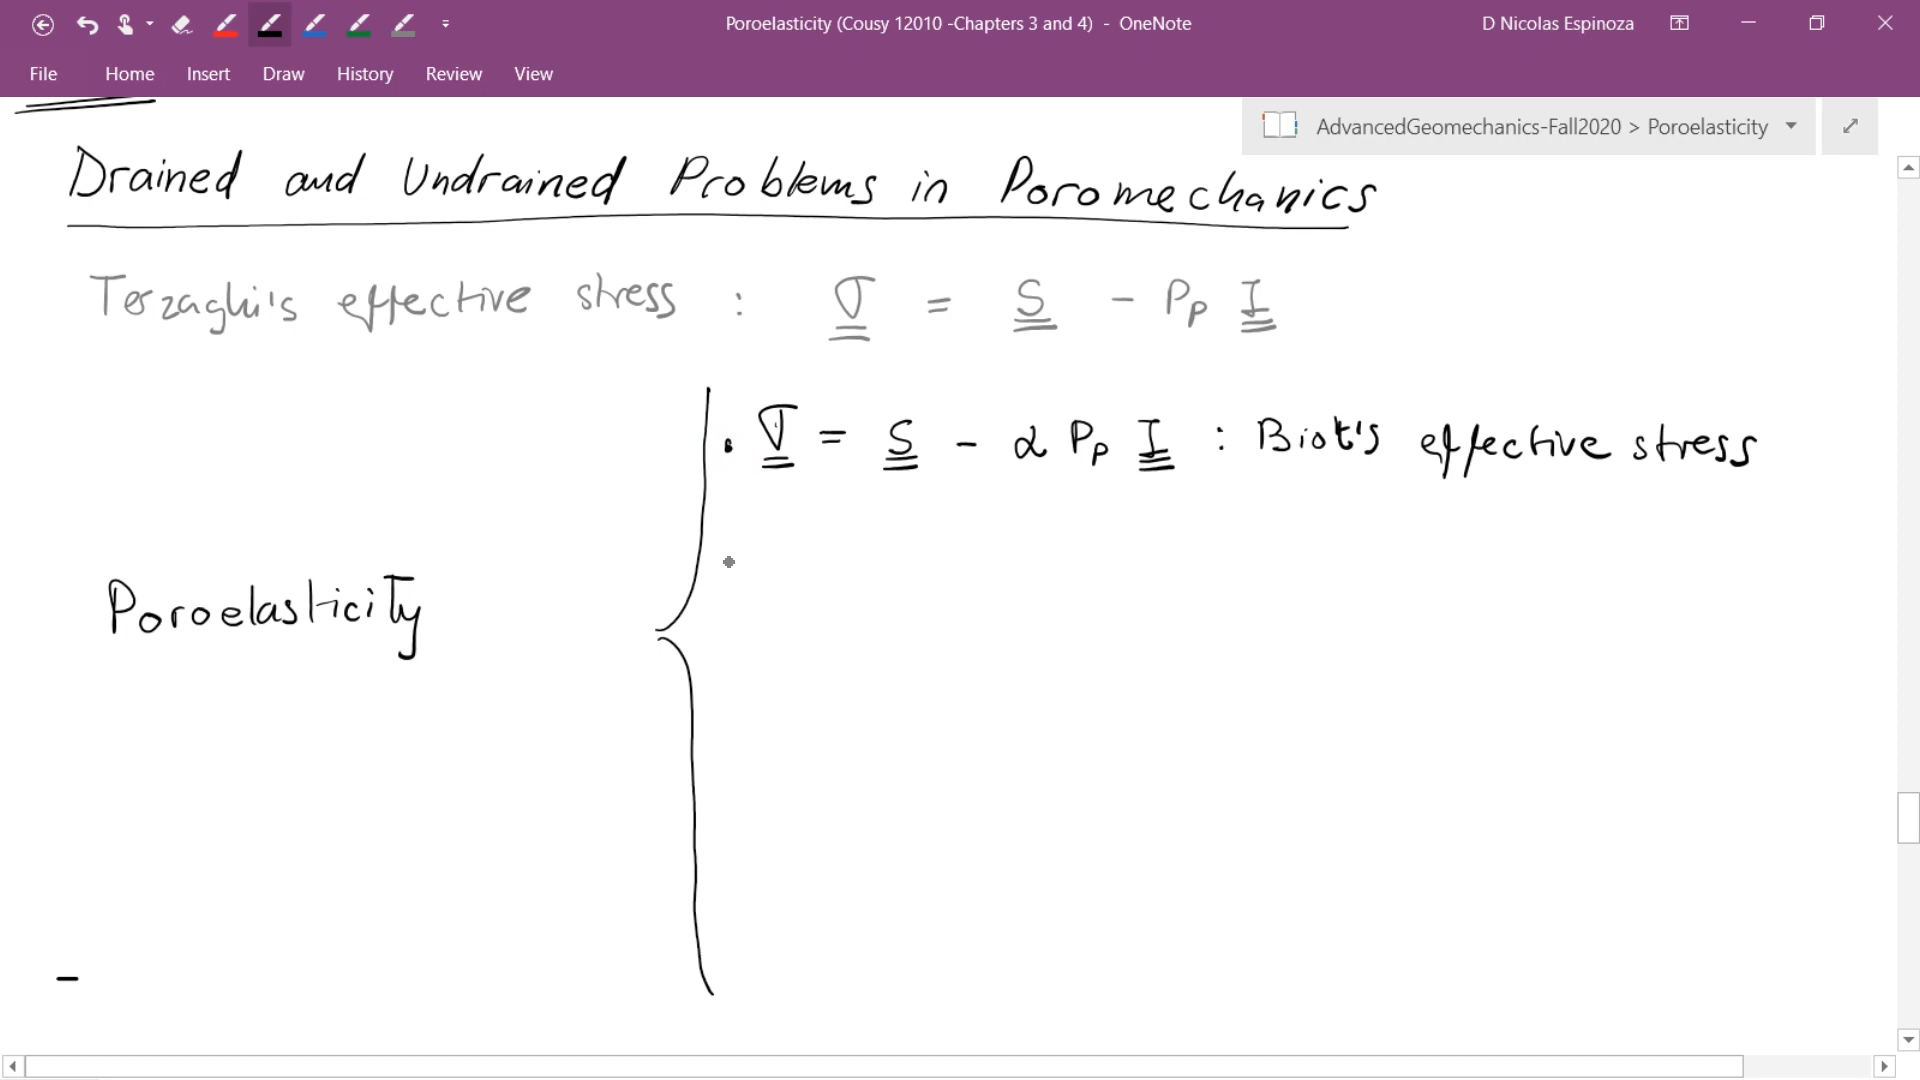 Poroelasticity (Cousy 12010 -Chapters 3 and 4) - OneNote
D Nicolas Espinoza
File Home Insert Draw History Review View
AdvancedGeomechanics-Fall2020 > Poroelasticity
Drained and Undrained Problems in Poromechanics
Terzaghi's effective stress : σ = S - Pp I
• σ = S - α Pp I : Biot's effective stress
Poroelasticity